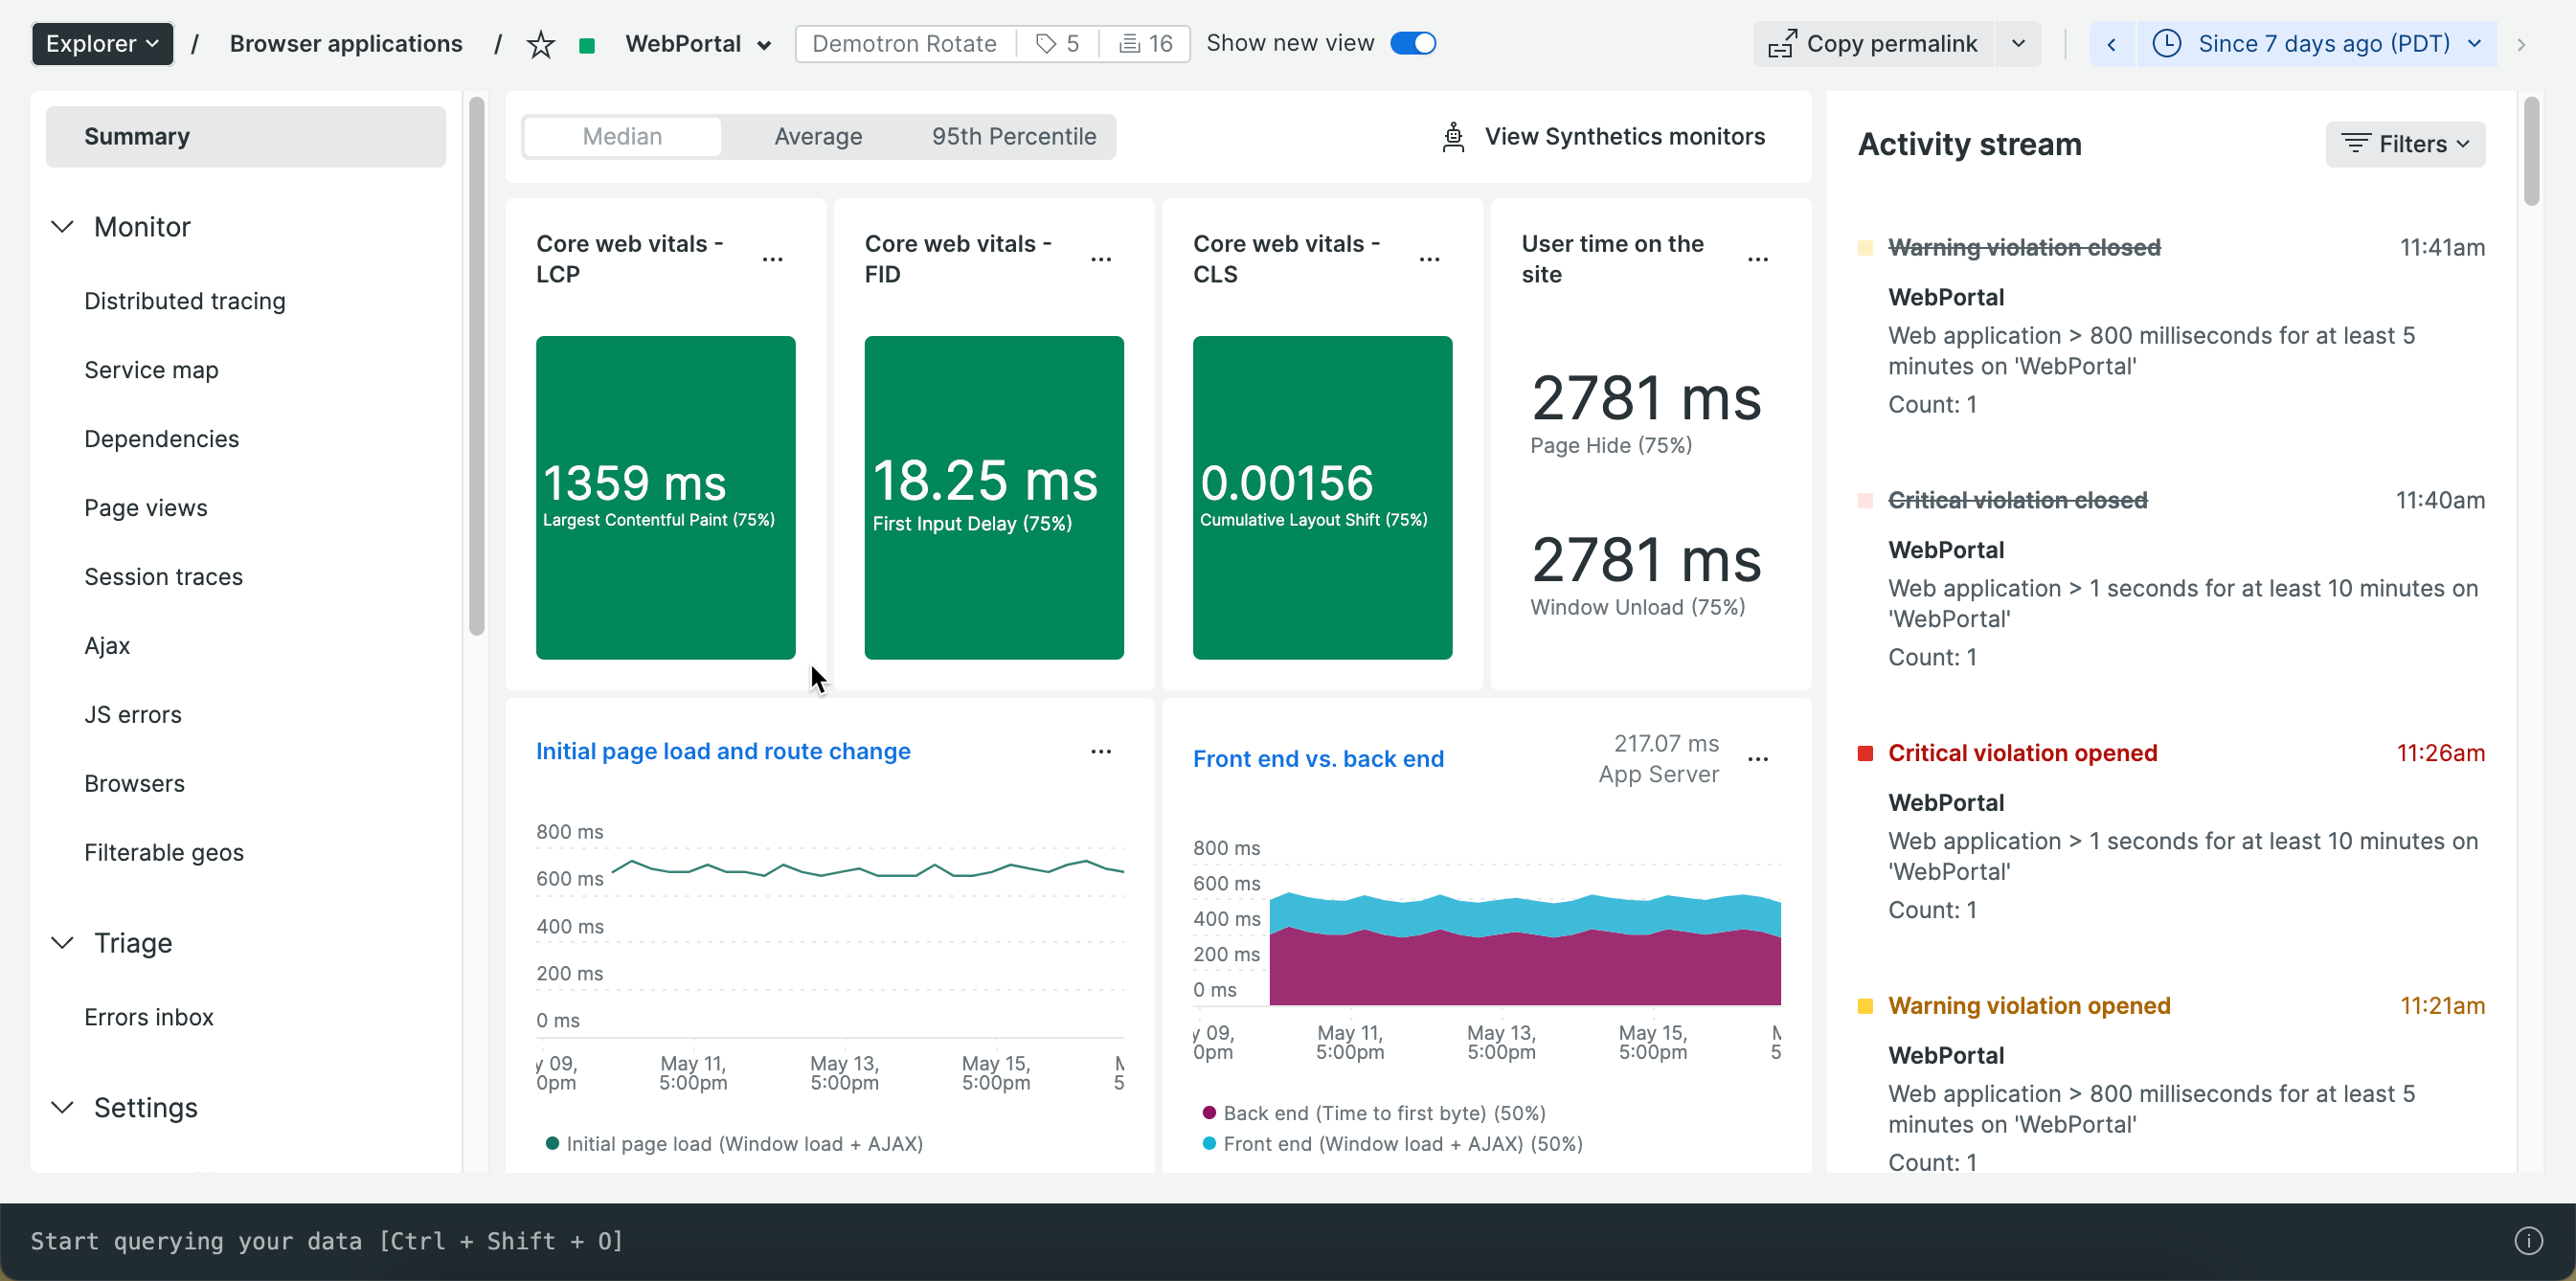 Explorer / Browser applications / WebPortal Demotron Rotate 5 16 Show new view Copy permalink Since 7 days ago (PDT)
Summary
Monitor
Distributed tracing
Service map
Dependencies
Page views
Session traces
Ajax
JS errors
Browsers
Filterable geos
Triage
Errors inbox
Settings
Median Average 95th Percentile View Synthetics monitors
Core web vitals -
LCP
1359 ms
Largest Contentful Paint (75%)
Core web vitals -
FID
18.25 ms
First Input Delay (75%)
Core web vitals -
CLS
0.00156
Cumulative Layout Shift (75%)
User time on the
site
2781 ms
Page Hide (75%)
2781 ms
Window Unload (75%)
Initial page load and route change
800 ms
600 ms
400 ms
200 ms
0 ms
y 09, May 11, May 13, May 15,
0pm 5:00pm 5:00pm 5:00pm 5
Initial page load (Window load + AJAX)
Front end vs. back end
217.07 ms
App Server
800 ms
600 ms
400 ms
200 ms
0 ms
y 09, May 11, May 13, May 15,
0pm 5:00pm 5:00pm 5:00pm 5
Back end (Time to first byte) (50%)
Front end (Window load + AJAX) (50%)
Activity stream Filters
Warning violation closed 11:41am
WebPortal
Web application > 800 milliseconds for at least 5
minutes on 'WebPortal'
Count: 1
Critical violation closed 11:40am
WebPortal
Web application > 1 seconds for at least 10 minutes on
'WebPortal'
Count: 1
Critical violation opened 11:26am
WebPortal
Web application > 1 seconds for at least 10 minutes on
'WebPortal'
Count: 1
Warning violation opened 11:21am
WebPortal
Web application > 800 milliseconds for at least 5
minutes on 'WebPortal'
Count: 1
Start querying your data [Ctrl + Shift + O]